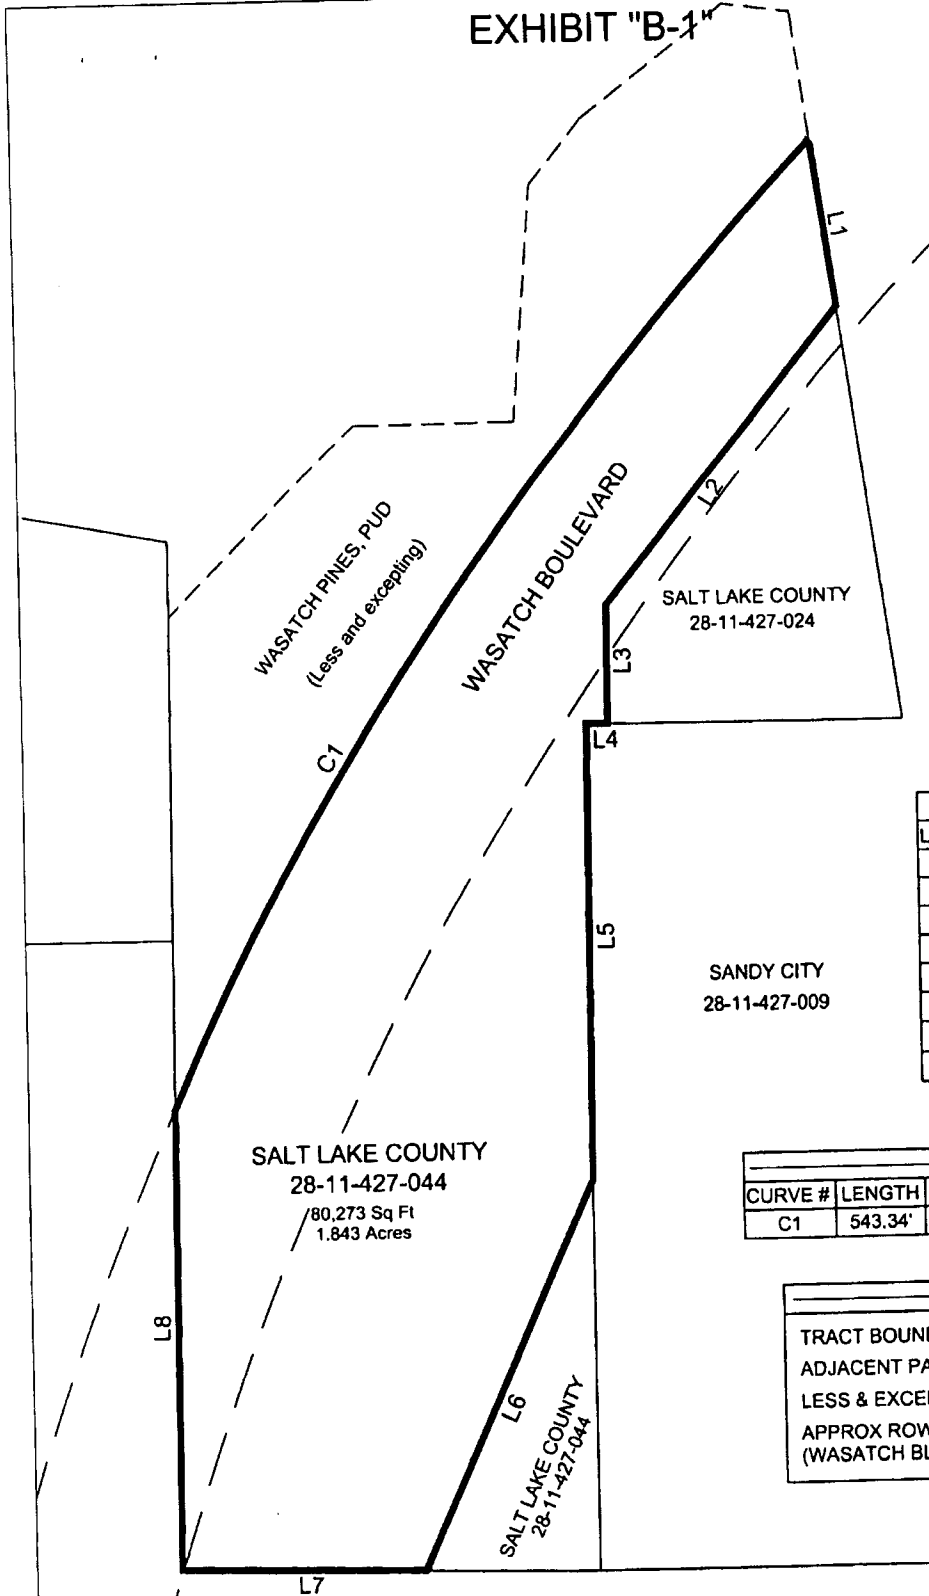 EXHIBIT "B-1"
L1
L2
WASATCH PINES, PUD
(Less and excepting)
WASATCH BOULEVARD
SALT LAKE COUNTY
28-11-427-024
L3
L4
C1
L5
SANDY CITY
28-11-427-009
SALT LAKE COUNTY
28-11-427-044
80,273 Sq Ft
1.843 Acres
CURVE # LENGTH
C1 543.34'
L8
L6
SALT LAKE COUNTY
28-11-427-044
TRACT BOUN
ADJACENT PA
LESS & EXCE
APPROX ROW
(WASATCH BL
L7